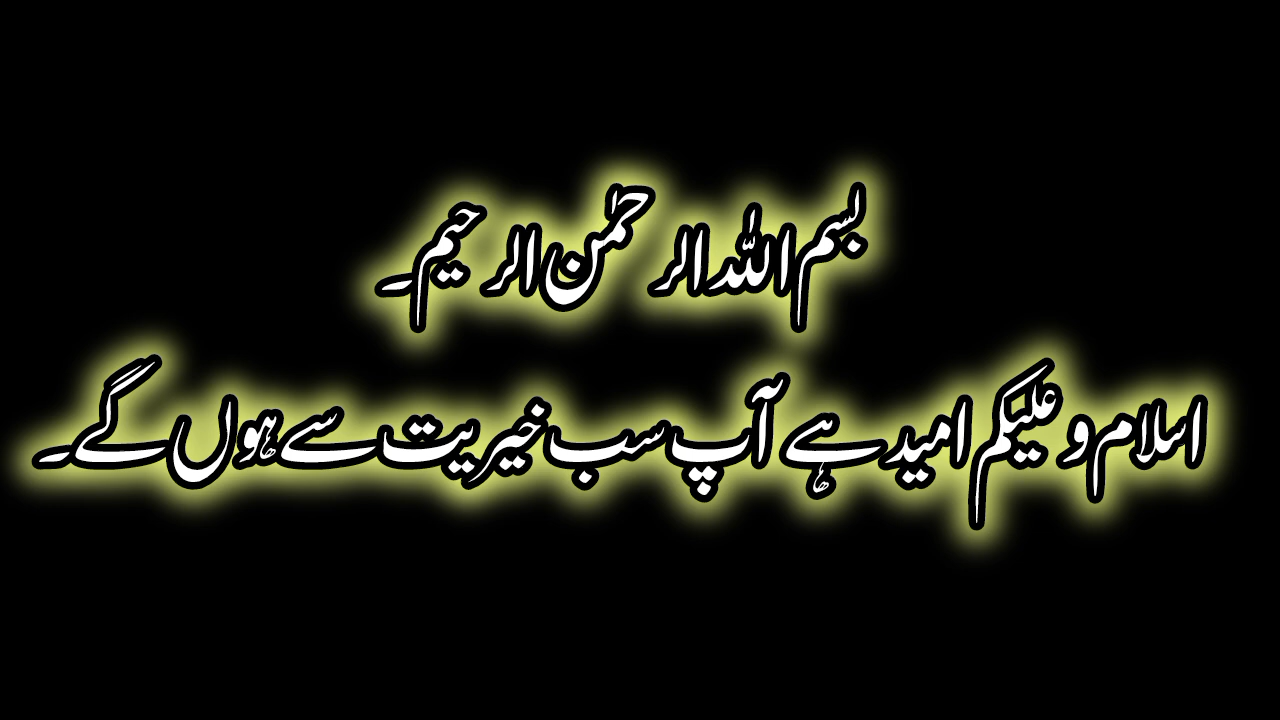 بسم اللہ الرحمٰن الرحیم۔
اسلام و علیکم امید ہے آپ سب خیریت سے ہوں گے۔